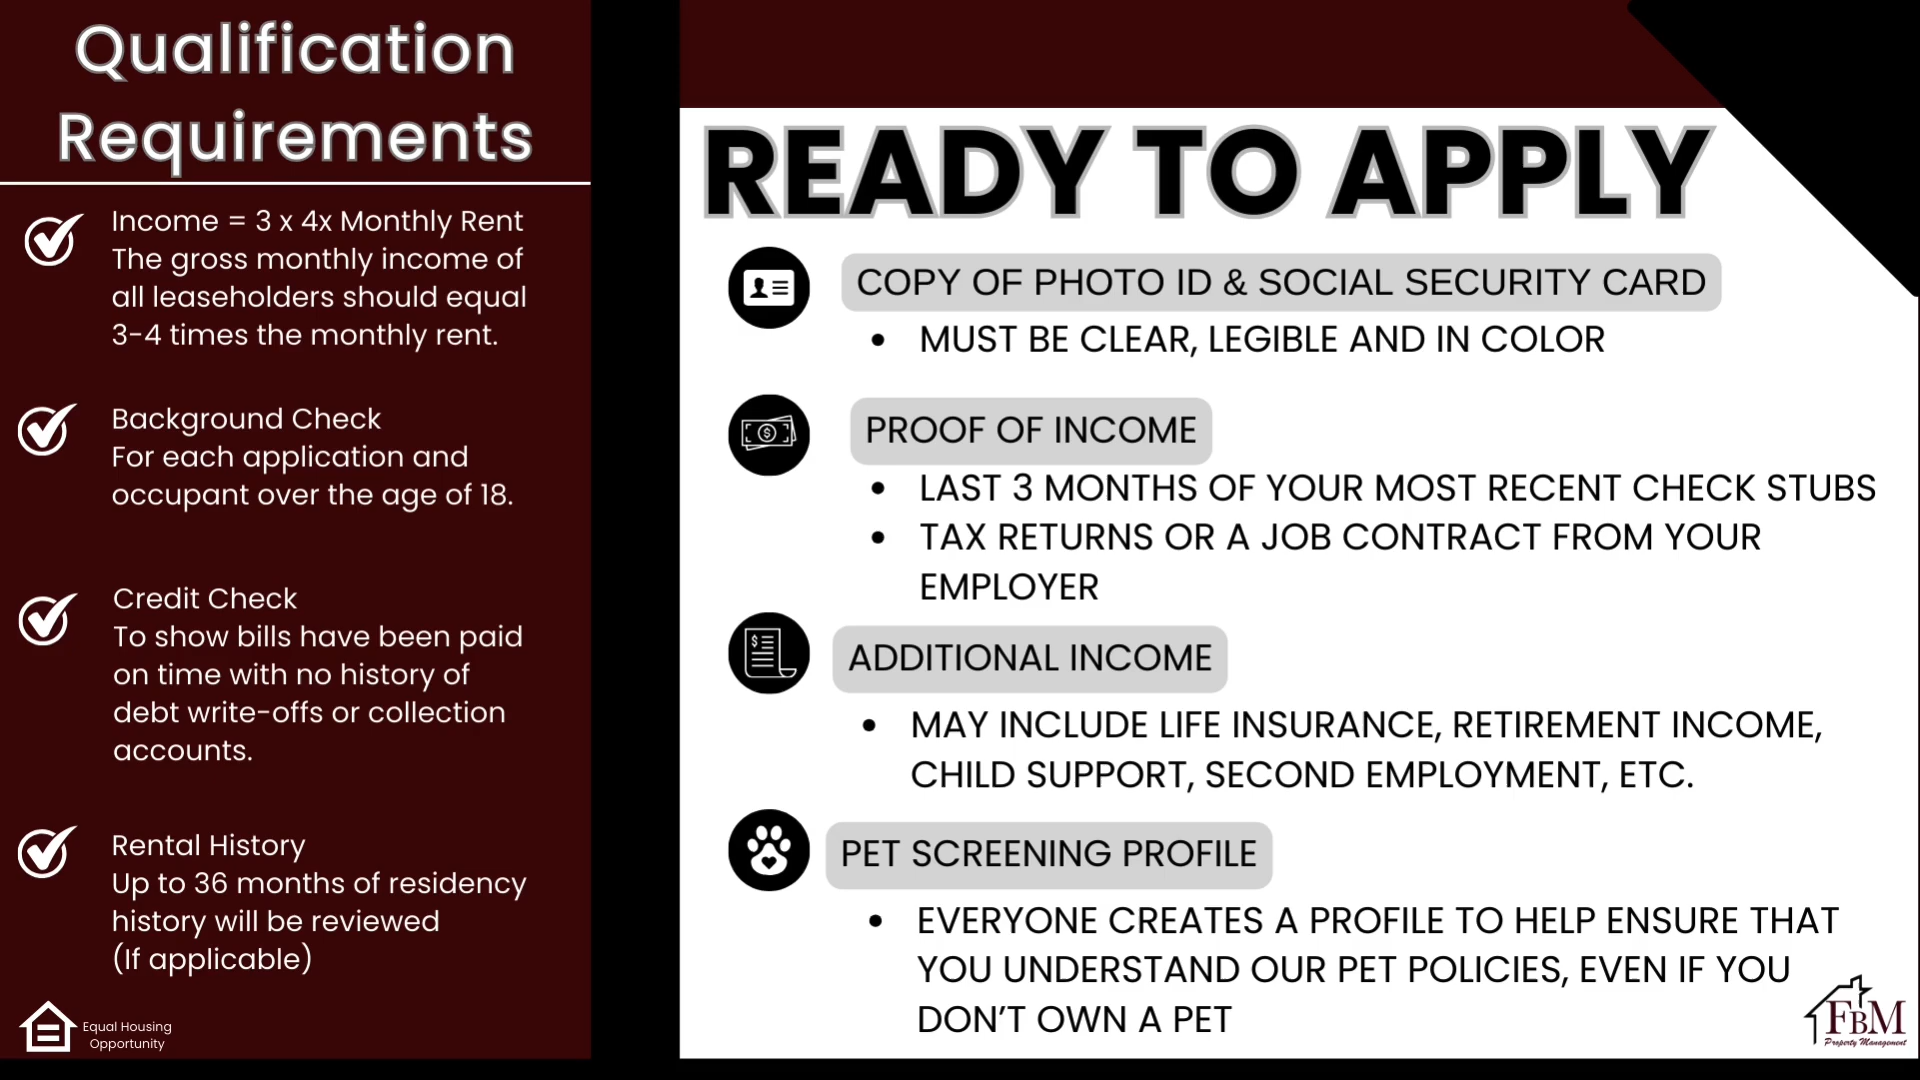 Qualification
Requirements
Income = 3 x 4x Monthly Rent
The gross monthly income of
all leaseholders should equal
3-4 times the monthly rent.
Background Check
For each application and
occupant over the age of 18.
Credit Check
To show bills have been paid
on time with no history of
debt write-offs or collection
accounts.
Rental History
Up to 36 months of residency
history will be reviewed
(If applicable)
Equal Housing
Opportunity
READY TO APPLY
COPY OF PHOTO ID & SOCIAL SECURITY CARD
• MUST BE CLEAR, LEGIBLE AND IN COLOR
PROOF OF INCOME
• LAST 3 MONTHS OF YOUR MOST RECENT CHECK STUBS
• TAX RETURNS OR A JOB CONTRACT FROM YOUR
EMPLOYER
ADDITIONAL INCOME
• MAY INCLUDE LIFE INSURANCE, RETIREMENT INCOME,
CHILD SUPPORT, SECOND EMPLOYMENT, ETC.
PET SCREENING PROFILE
• EVERYONE CREATES A PROFILE TO HELP ENSURE THAT
YOU UNDERSTAND OUR PET POLICIES, EVEN IF YOU
DON’T OWN A PET
FBM
Property Management